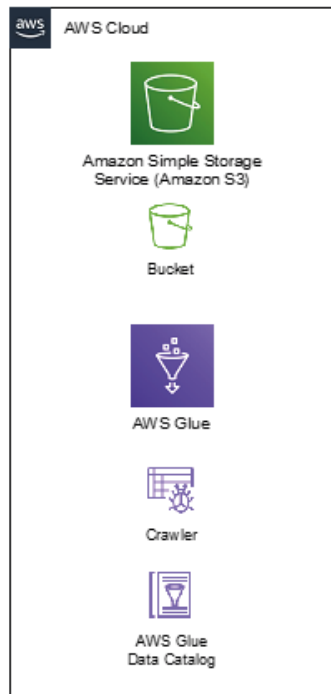 aws
AWS Cloud
Amazon Simple Storage
Service (Amazon S3)
Bucket
AWS Glue
Crawler
AWS Glue
Data Catalog